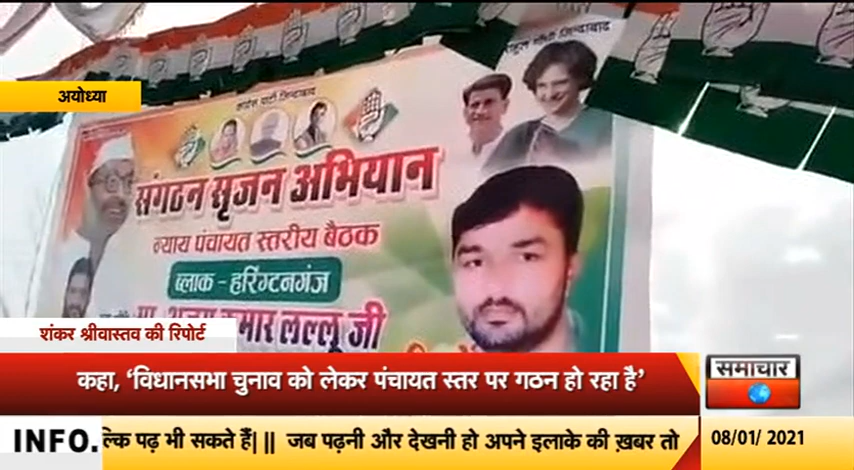 अयोध्या
राहुल गाँधी ज़िन्दाबाद
कांग्रेस पार्टी ज़िन्दाबाद
संगठन सृजन अभियान
न्याय पंचायत स्तरीय बैठक
ब्लाक - हरिंग्टनगंज
कुमार लल्लू जी
शंकर श्रीवास्तव की रिपोर्ट
कहा, ‘विधानसभा चुनाव को लेकर पंचायत स्तर पर गठन हो रहा है’
समाचार
INFO.
ल्कि पढ़ भी सकते हैं| || जब पढ़नी और देखनी हो अपने इलाके की ख़बर तो
08/01/ 2021